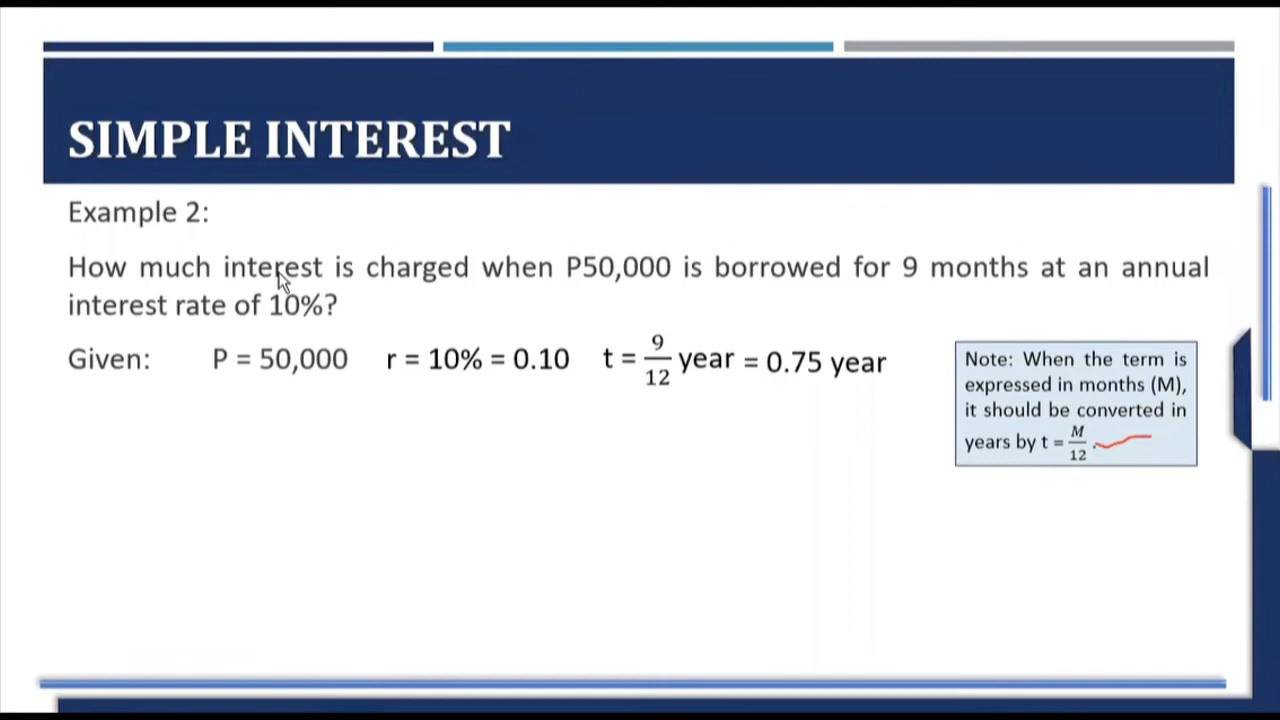 SIMPLE INTEREST
Example 2:
How much interest is charged when P50,000 is borrowed for 9 months at an annual
interest rate of 10%?
Given: P = 50,000 r = 10% = 0.10 t = 9/12 year = 0.75 year
Note: When the term is
expressed in months (M),
it should be converted in
years by t = M/12.